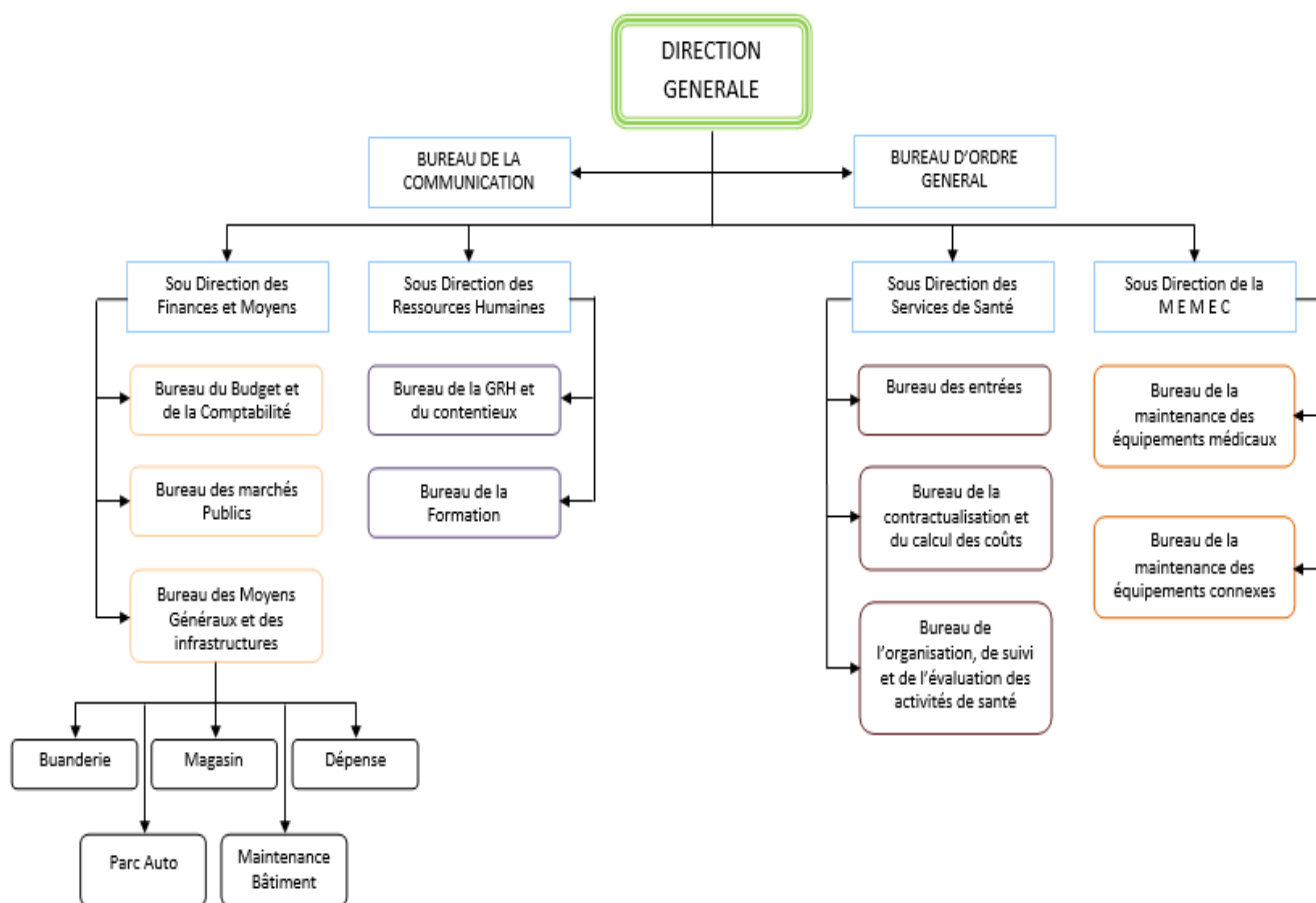 DIRECTION
GENERALE
BUREAU DE LA
COMMUNICATION
BUREAU D'ORDRE
GENERAL
Sou Direction des
Finances et Moyens
Sous Direction des
Ressources Humaines
Sous Direction des
Services de Santé
Sous Direction de la
M E M E C
Bureau du Budget et
de la Comptabilité
Bureau de la GRH et
du contentieux
Bureau des entrées
Bureau de la
maintenance des
équipements médicaux
Bureau des marchés
Publics
Bureau de la
Formation
Bureau de la
contractualisation et
du calcul des coûts
Bureau de la
maintenance des
équipements connexes
Bureau des Moyens
Généraux et des
infrastructures
Bureau de
l'organisation, de suivi
et de l'évaluation des
activités de santé
Buanderie
Magasin
Dépense
Parc Auto
Maintenance
Bâtiment